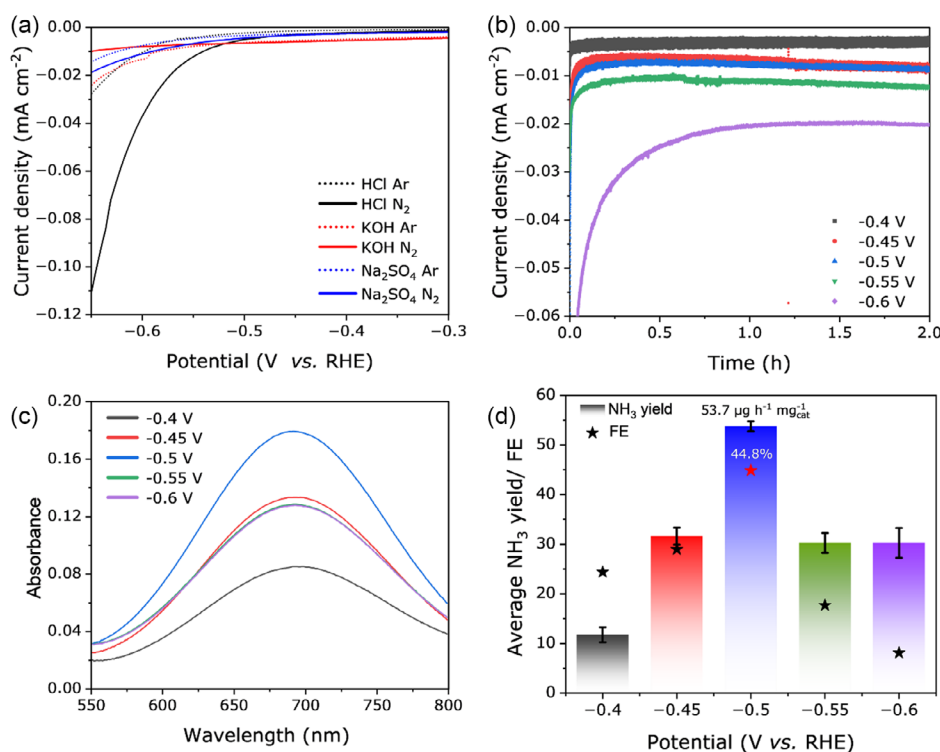 (a)
0.00
−0.02
−0.04
−0.06
−0.08
−0.10
−0.12
Current density (mA cm⁻²)
HCl Ar
HCl N₂
KOH Ar
KOH N₂
Na₂SO₄ Ar
Na₂SO₄ N₂
−0.6 −0.5 −0.4 −0.3
Potential (V vs. RHE)
(b)
0.00
−0.01
−0.02
−0.03
−0.04
−0.05
−0.06
Current density (mA cm⁻²)
-0.4 V
-0.45 V
-0.5 V
-0.55 V
-0.6 V
0.0 0.5 1.0 1.5 2.0
Time (h)
(c)
0.20
0.16
0.12
0.08
0.04
0.00
Absorbance
-0.4 V
-0.45 V
-0.5 V
-0.55 V
-0.6 V
550 600 650 700 750 800
Wavelength (nm)
(d)
60
50
40
30
20
10
0
Average NH₃ yield/ FE
NH₃ yield
FE
53.7 µg h⁻¹ mg⁻¹cat
44.8%
−0.4 −0.45 −0.5 −0.55 −0.6
Potential (V vs. RHE)